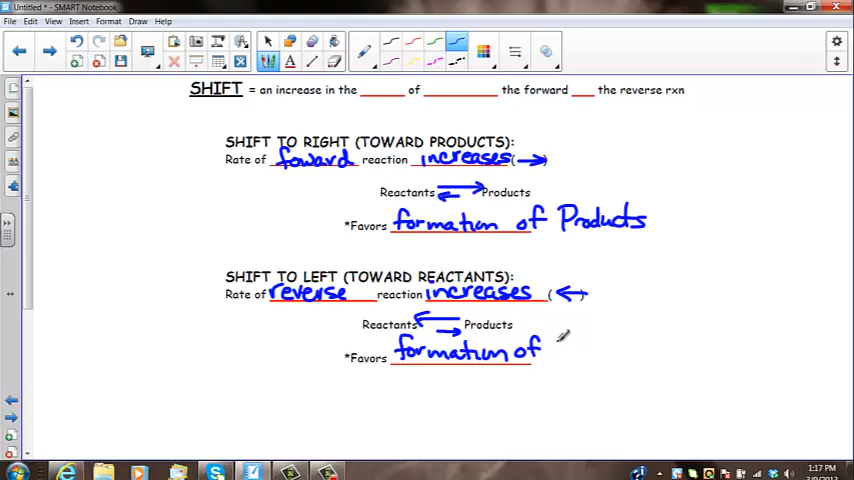 Untitled * - SMART Notebook
File Edit View Insert Format Draw Help
SHIFT = an increase in the ______ of __________ the forward ___ the reverse rxn
SHIFT TO RIGHT (TOWARD PRODUCTS):
Rate of foward reaction increases (→)
Reactants Products
*Favors formation of Products
SHIFT TO LEFT (TOWARD REACTANTS):
Rate of reverse reaction increases (←)
Reactants Products
*Favors formation of
1:17 PM